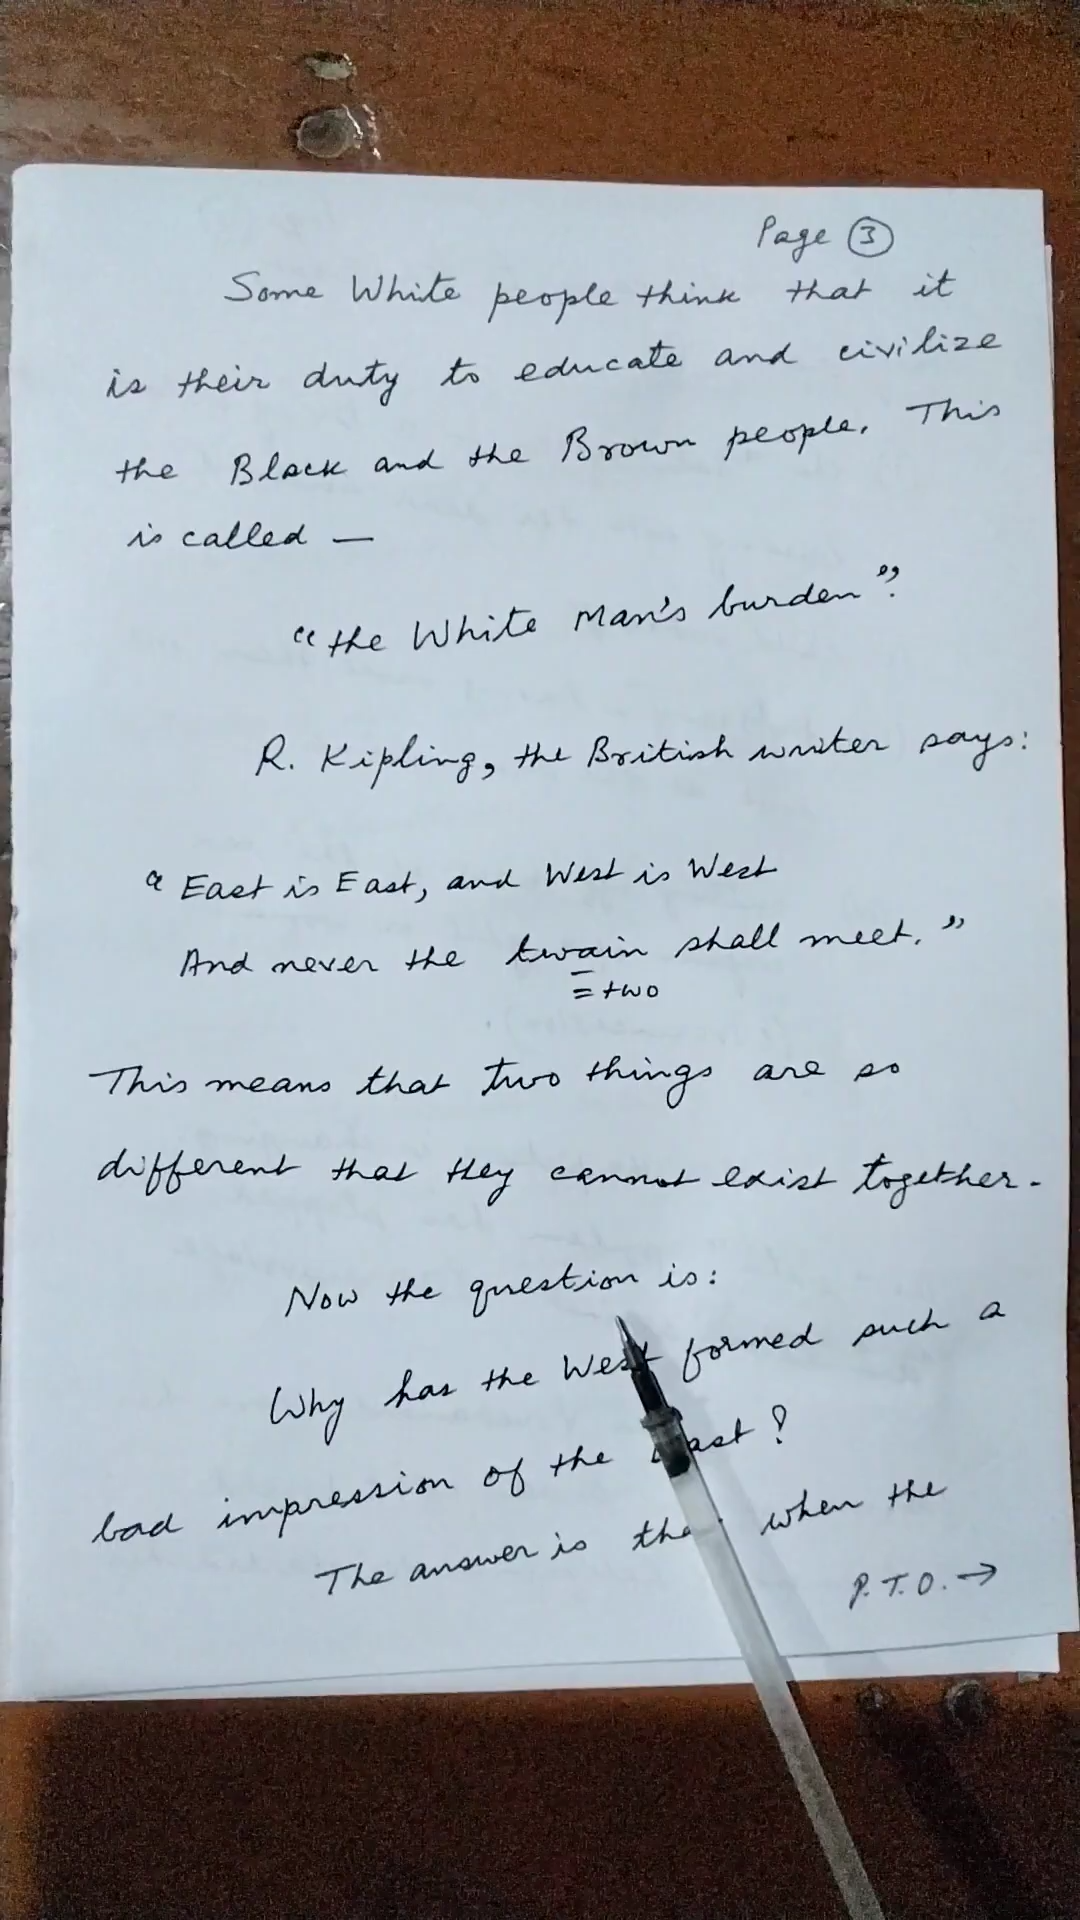 Page 3
Some White people think that it
is their duty to educate and civilize
the Black and the Brown people. This
is called —
"the White Man's burden".
R. Kipling, the British writer says:
"East is East, and West is West
And never the twain shall meet."
= two
This means that two things are so
different that they cannot exist together.
Now the question is:
Why has the West formed such a
bad impression of the East?
The answer is that when the
P.T.O. →